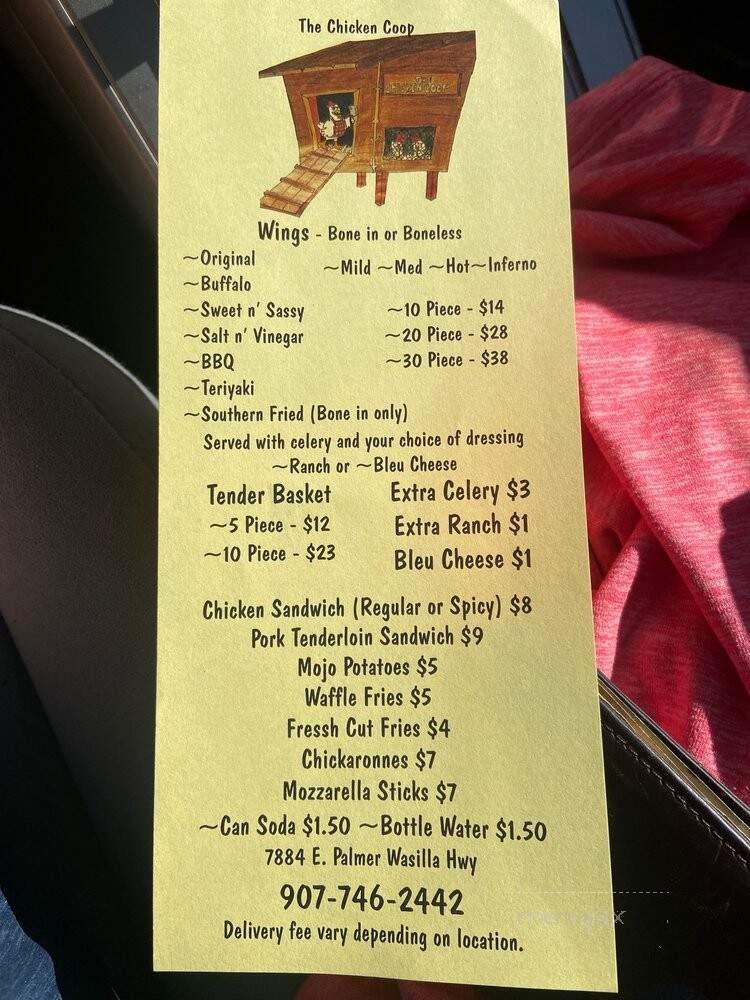 The Chicken Coop
Wings - Bone in or Boneless
~Original
~Mild ~Med ~Hot~Inferno
~Buffalo
~Sweet n' Sassy
~10 Piece - $14
~Salt n' Vinegar
~20 Piece - $28
~BBQ
~30 Piece - $38
~Teriyaki
~Southern Fried (Bone in only)
Served with celery and your choice of dressing
~Ranch or ~Bleu Cheese
Tender Basket
Extra Celery $3
~5 Piece - $12
Extra Ranch $1
~10 Piece - $23
Bleu Cheese $1
Chicken Sandwich (Regular or Spicy) $8
Pork Tenderloin Sandwich $9
Mojo Potatoes $5
Waffle Fries $5
Fressh Cut Fries $4
Chickaronnes $7
Mozzarella Sticks $7
~Can Soda $1.50 ~Bottle Water $1.50
7884 E. Palmer Wasilla Hwy
907-746-2442
Delivery fee vary depending on location.